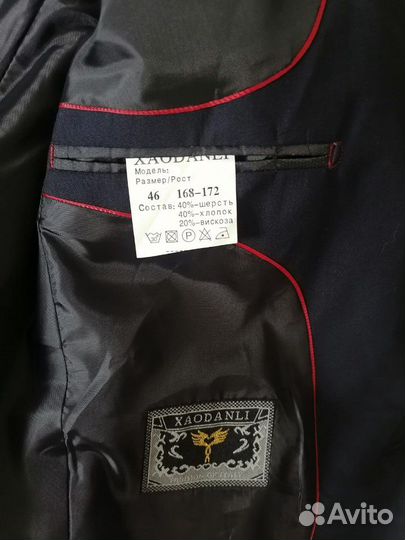 XAODANLI
Модель:
Размер/Рост
46 168-172
Состав: 40%-шерсть
40%-хлопок
20%-вискоза
XAODANLI
Avito